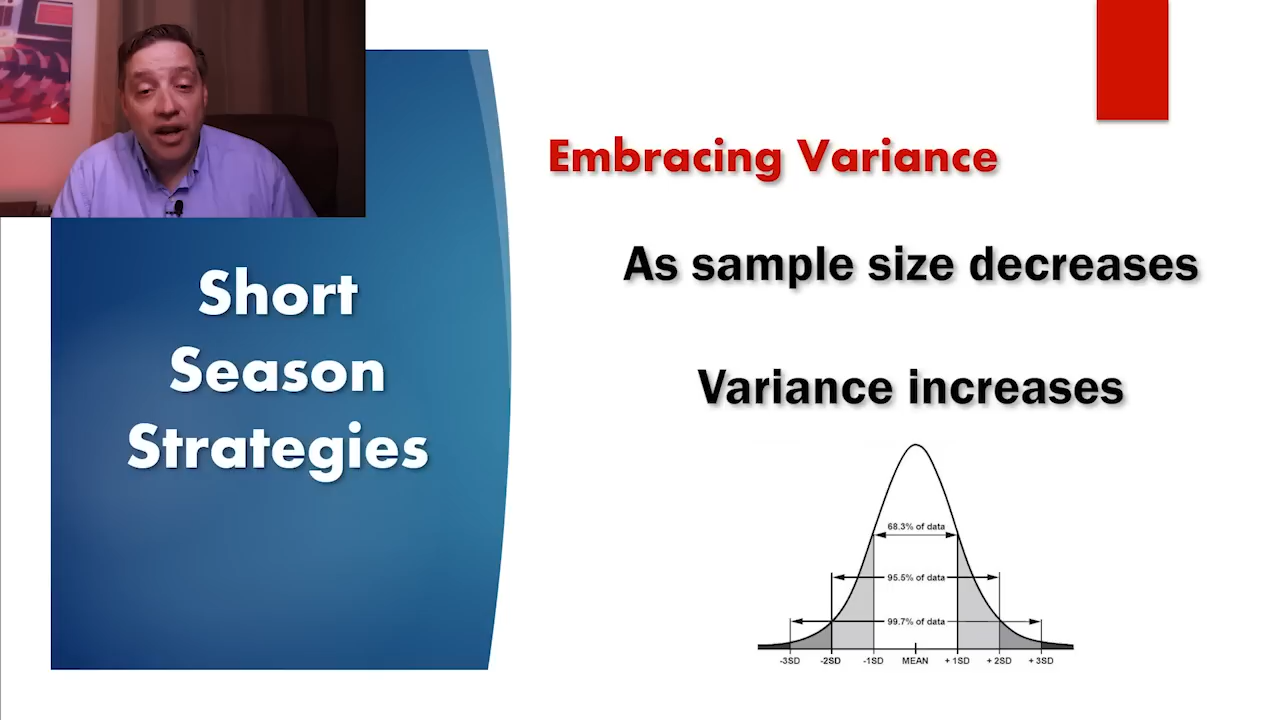 Short
Season
Strategies
Embracing Variance
As sample size decreases
Variance increases
68.3% of data
95.5% of data
99.7% of data
-3SD -2SD -1SD MEAN + 1SD + 2SD + 3SD